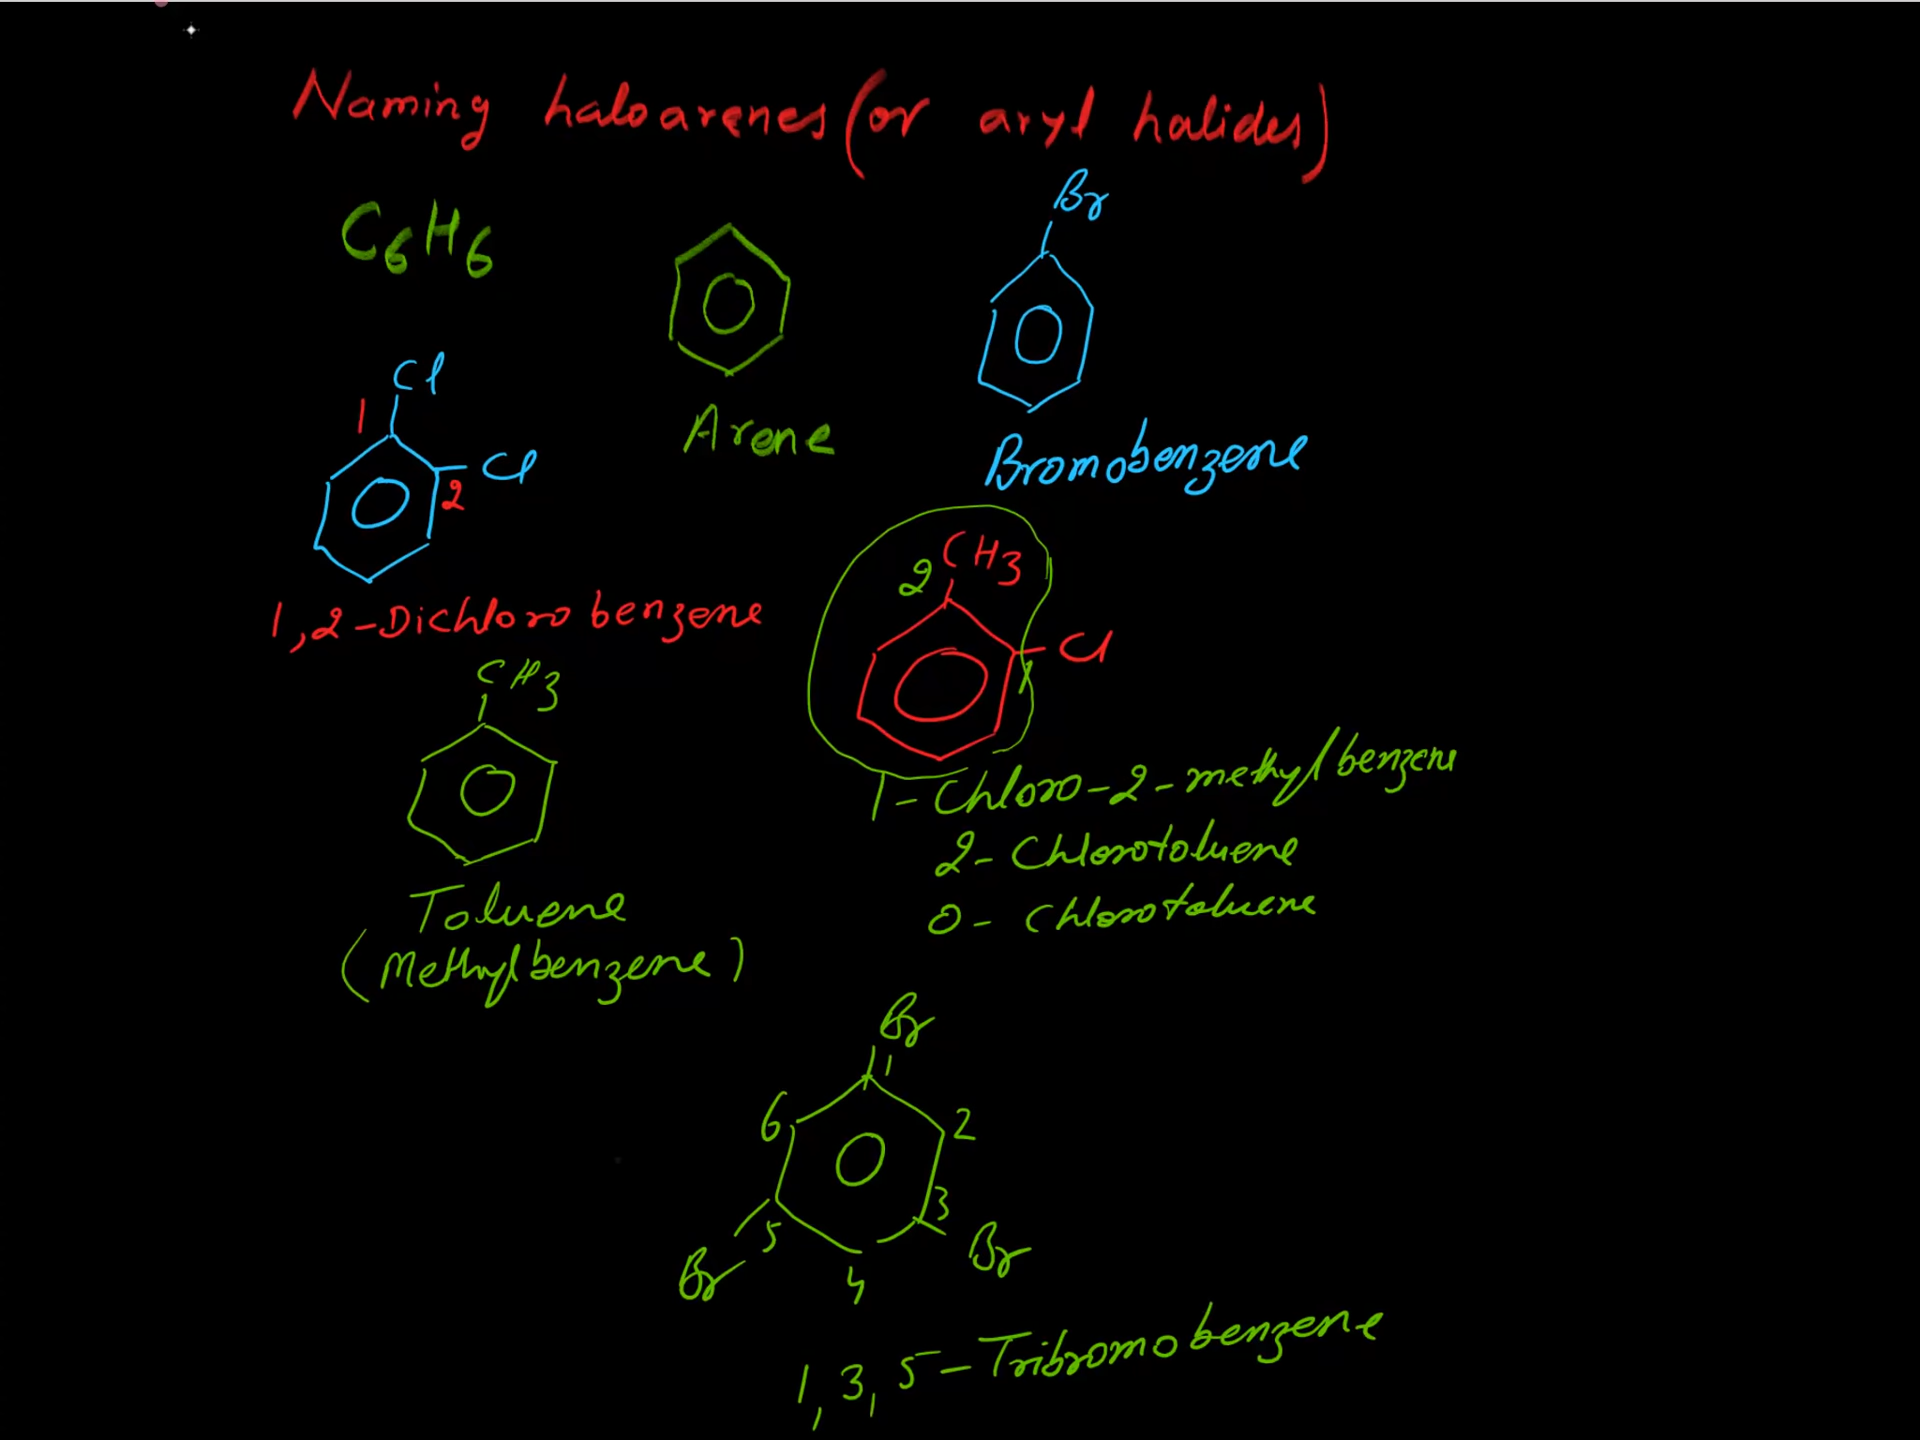 Naming haloarenes (or aryl halides)
C6H6
Br
Arene
Bromobenzene
Cl
1
Cl
2
1,2-Dichlorobenzene
CH3
2
Cl
1
1-Chloro-2-methylbenzene
2-Chlorotoluene
o-Chlorotoluene
CH3
Toluene
(Methylbenzene)
Br
1
6
2
3
5
Br
Br
4
1,3,5-Tribromobenzene